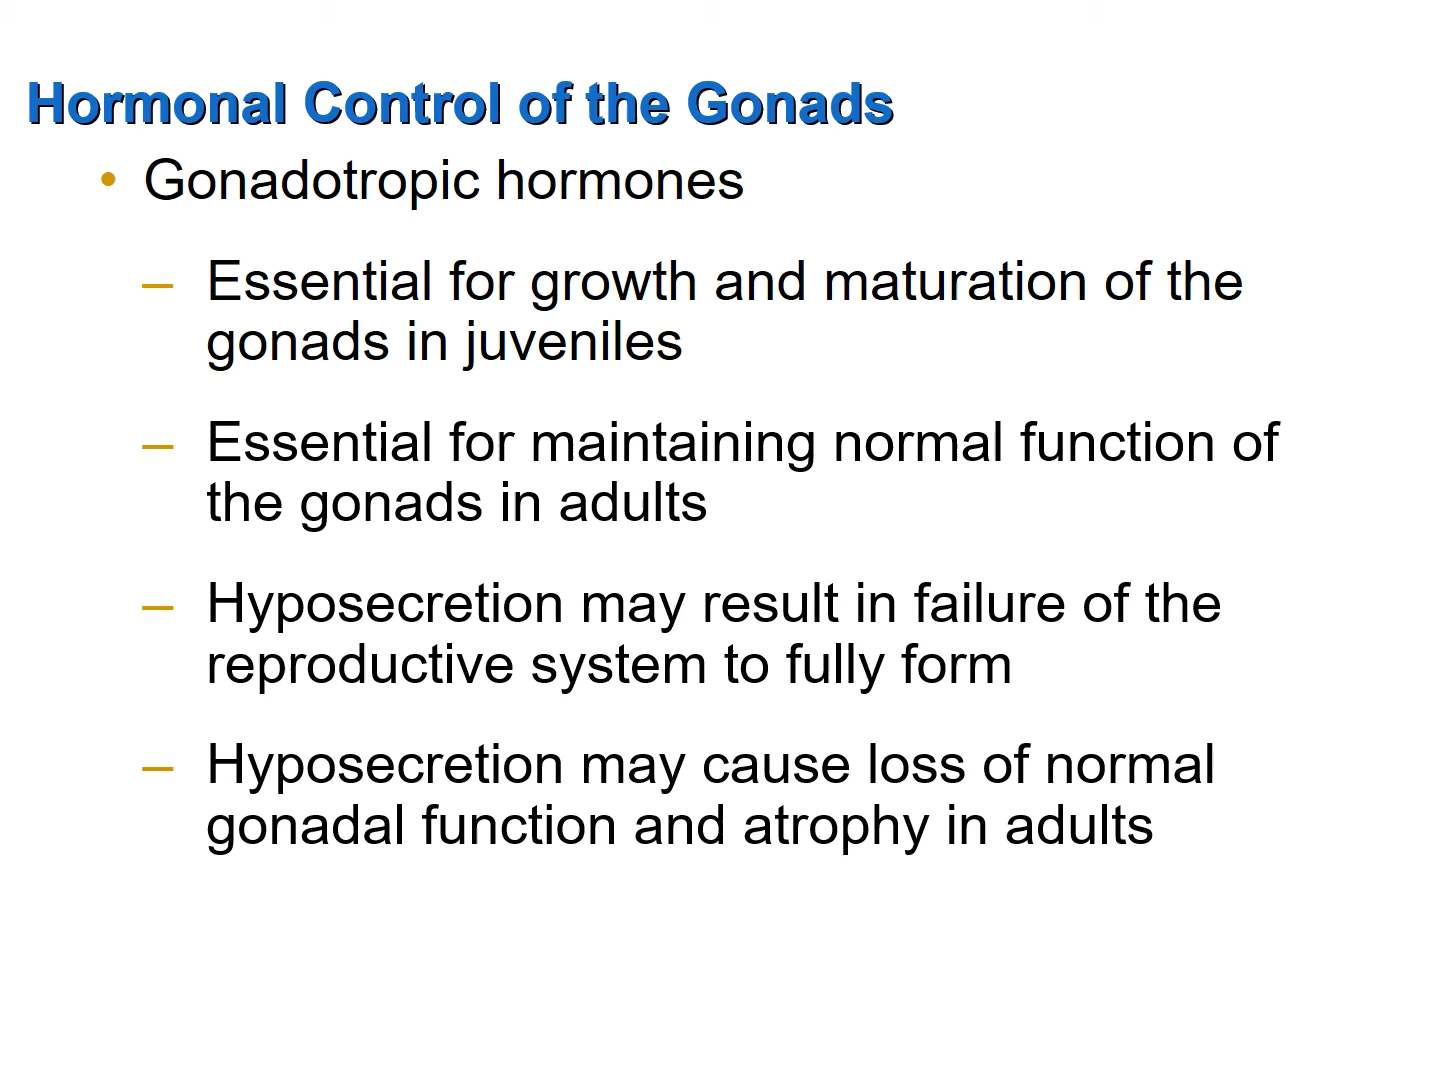 Hormonal Control of the Gonads
• Gonadotropic hormones
– Essential for growth and maturation of the
gonads in juveniles
– Essential for maintaining normal function of
the gonads in adults
– Hyposecretion may result in failure of the
reproductive system to fully form
– Hyposecretion may cause loss of normal
gonadal function and atrophy in adults